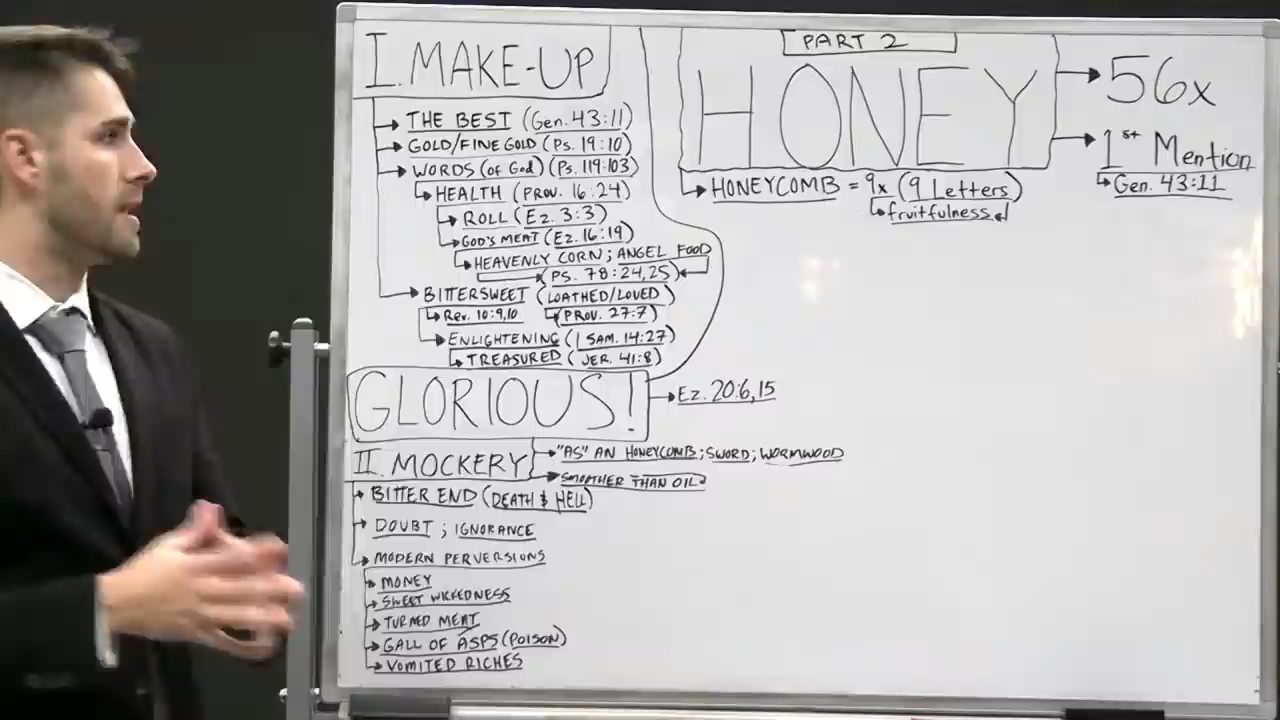 I. MAKE-UP
THE BEST (Gen. 43:11)
GOLD/FINE GOLD (Ps. 19:10)
WORDS (of God) (Ps. 119:103)
HEALTH (PROV. 16:24)
ROLL (Ez. 3:3)
GOD'S MEAT (Ez. 16:19)
HEAVENLY CORN; ANGEL FOOD
(PS. 78:24,25)
BITTERSWEET (LOATHED/LOVED)
Rev. 10:9,10 (PROV. 27:7)
ENLIGHTENING (1 SAM. 14:27)
TREASURED (JER. 41:8)
GLORIOUS!
Ez. 20:6,15
II. MOCKERY
"AS" AN HONEYCOMB; SWORD; WORMWOOD
SMOOTHER THAN OIL
BITTER END (DEATH & HELL)
DOUBT; IGNORANCE
MODERN PERVERSIONS
MONEY
SWEET WICKEDNESS
TURNED MEAT
GALL OF ASPS (POISON)
VOMITED RICHES
PART 2
HONEY
56x
1st Mention
Gen. 43:11
HONEYCOMB = 9x (9 Letters)
fruitfulness